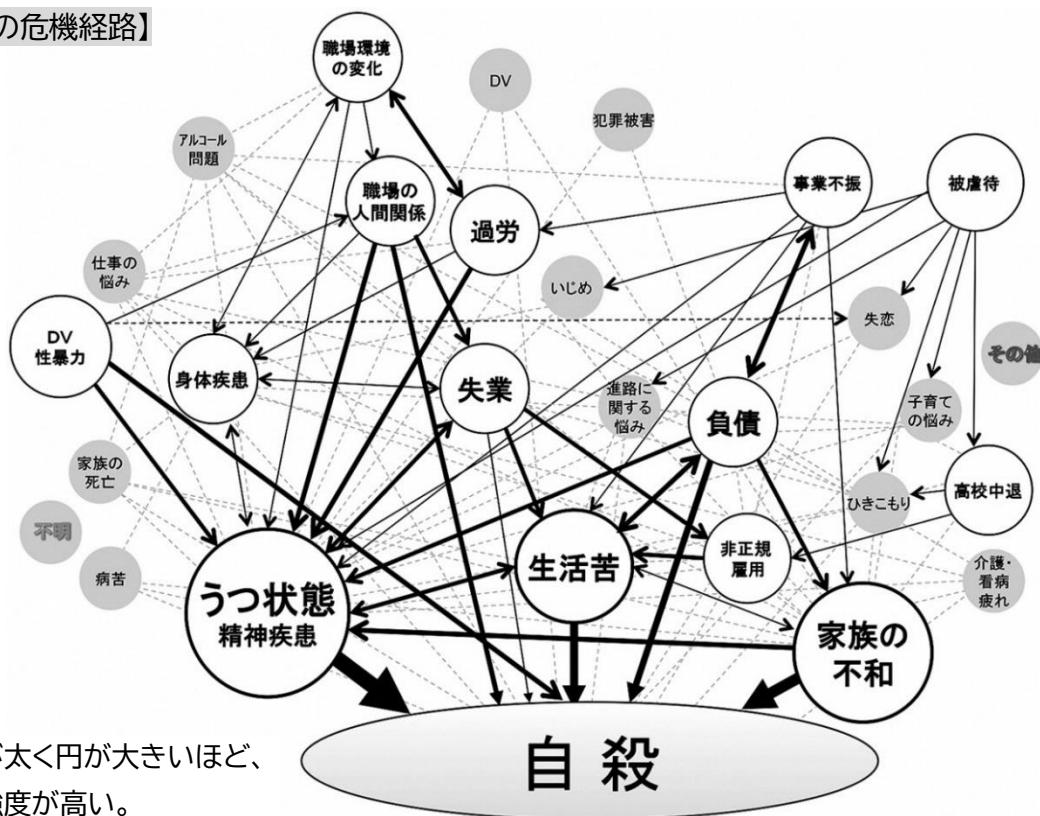 の危機経路】
職場環境
の変化
DV
犯罪被害
アルコール
問題
職場の
人間関係
過労
事業不振
被虐待
仕事の
悩み
いじめ
失恋
DV
性暴力
その他
身体疾患
失業
進路に
関する
悩み
負債
子育て
の悩み
家族の
死亡
高校中退
ひきこもり
不明
病苦
うつ状態
精神疾患
生活苦
非正規
雇用
介護・
看病
疲れ
家族の
不和
自殺
が太く円が大きいほど、
強度が高い。